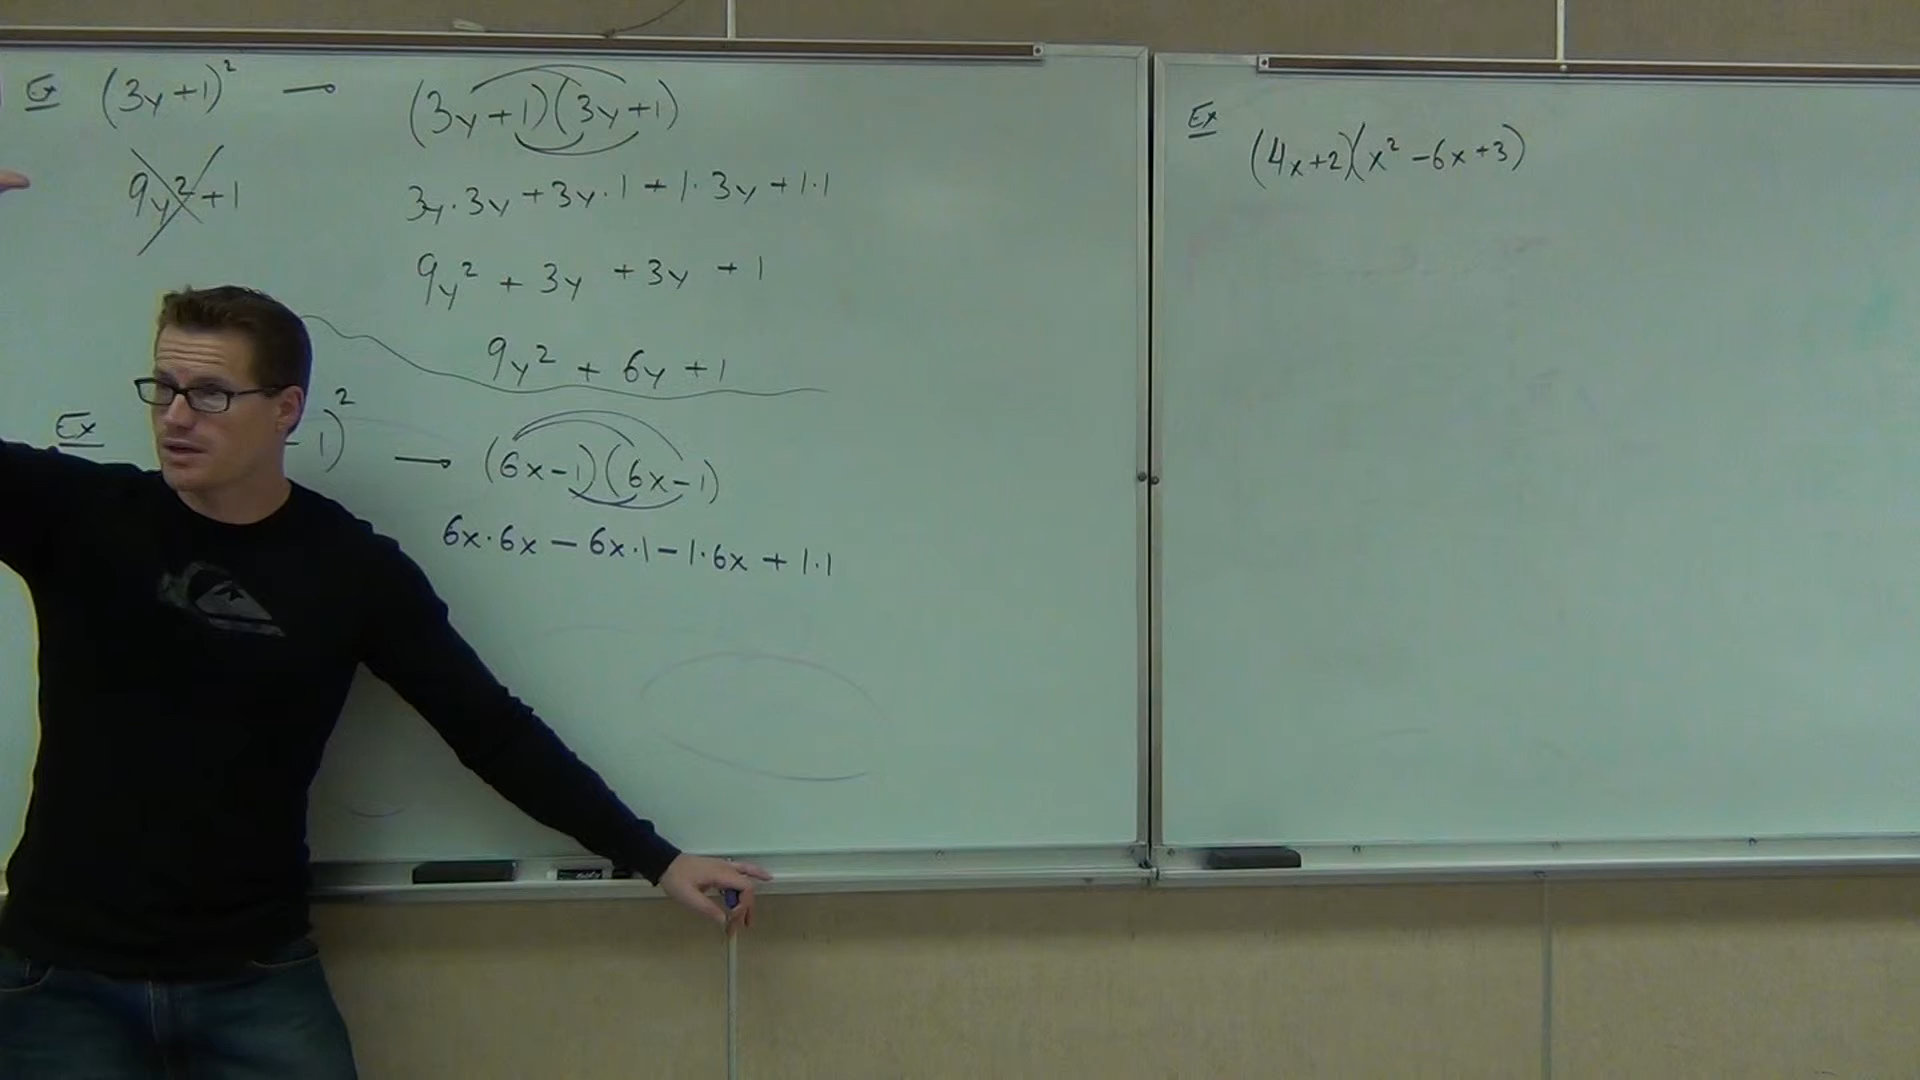 Ex (3y+1)² → (3y+1)(3y+1)
9y²+1
3y·3y+3y·1+1·3y+1·1
9y² + 3y + 3y + 1
9y² + 6y + 1
Ex - 1)² → (6x-1)(6x-1)
6x·6x - 6x·1 - 1·6x + 1·1
Ex (4x+2)(x² - 6x + 3)